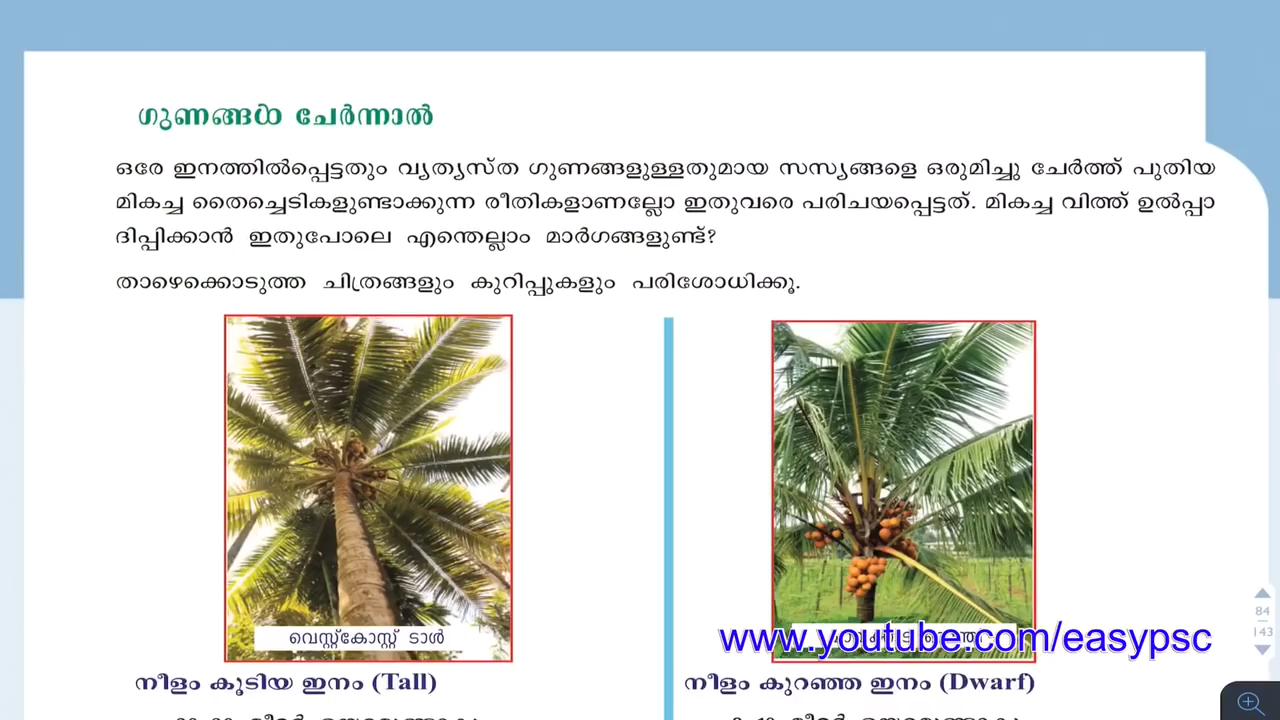 ഗുണങ്ങൾ ചേർന്നാൽ
ഒരേ ഇനത്തിൽപ്പെട്ടതും വ്യത്യസ്ത ഗുണങ്ങളുള്ളതുമായ സസ്യങ്ങളെ ഒരുമിച്ചു ചേർത്ത് പുതിയ
മികച്ച തൈച്ചെടികളുണ്ടാക്കുന്ന രീതികളാണല്ലോ ഇതുവരെ പരിചയപ്പെട്ടത്. മികച്ച വിത്ത് ഉൽപ്പാ
ദിപ്പിക്കാൻ ഇതുപോലെ എന്തെല്ലാം മാർഗങ്ങളുണ്ട്?
താഴെക്കൊടുത്ത ചിത്രങ്ങളും കുറിപ്പുകളും പരിശോധിക്കൂ.
വെസ്റ്റ്കോസ്റ്റ് ടാൾ
www.youtube.com/easypsc
നീളം കൂടിയ ഇനം (Tall)
നീളം കുറഞ്ഞ ഇനം (Dwarf)
84
143